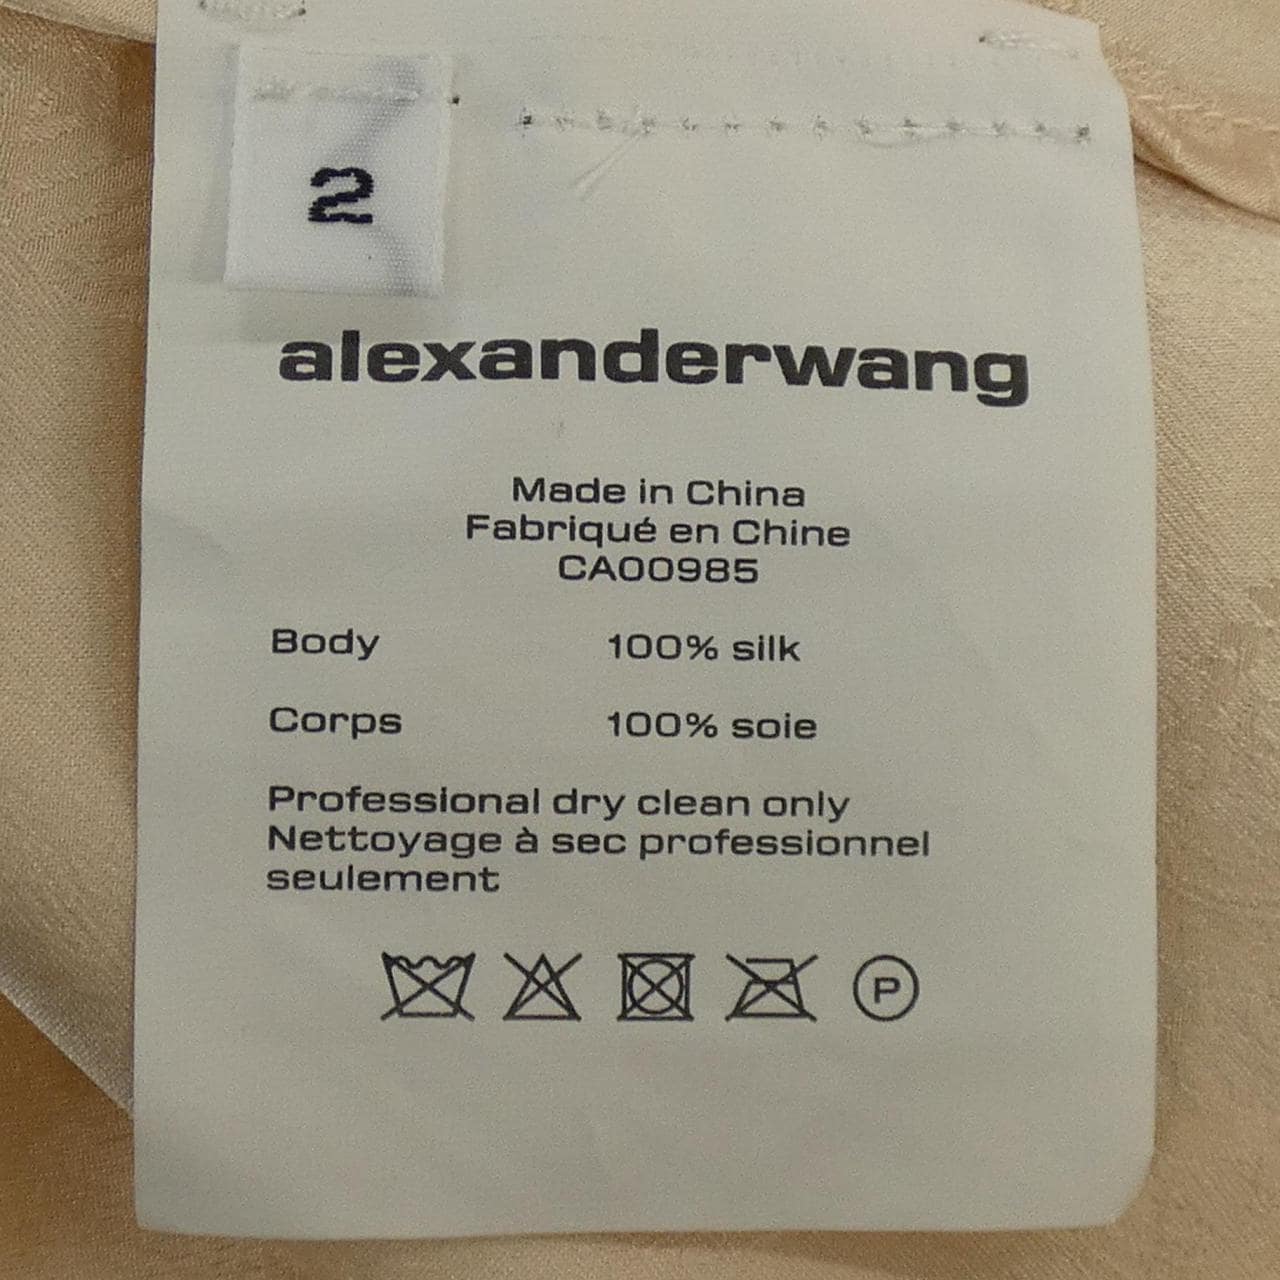 2
alexanderwang
Made in China
Fabriqué en Chine
CA00985
Body 100% silk
Corps 100% soie
Professional dry clean only
Nettoyage à sec professionnel
seulement
P